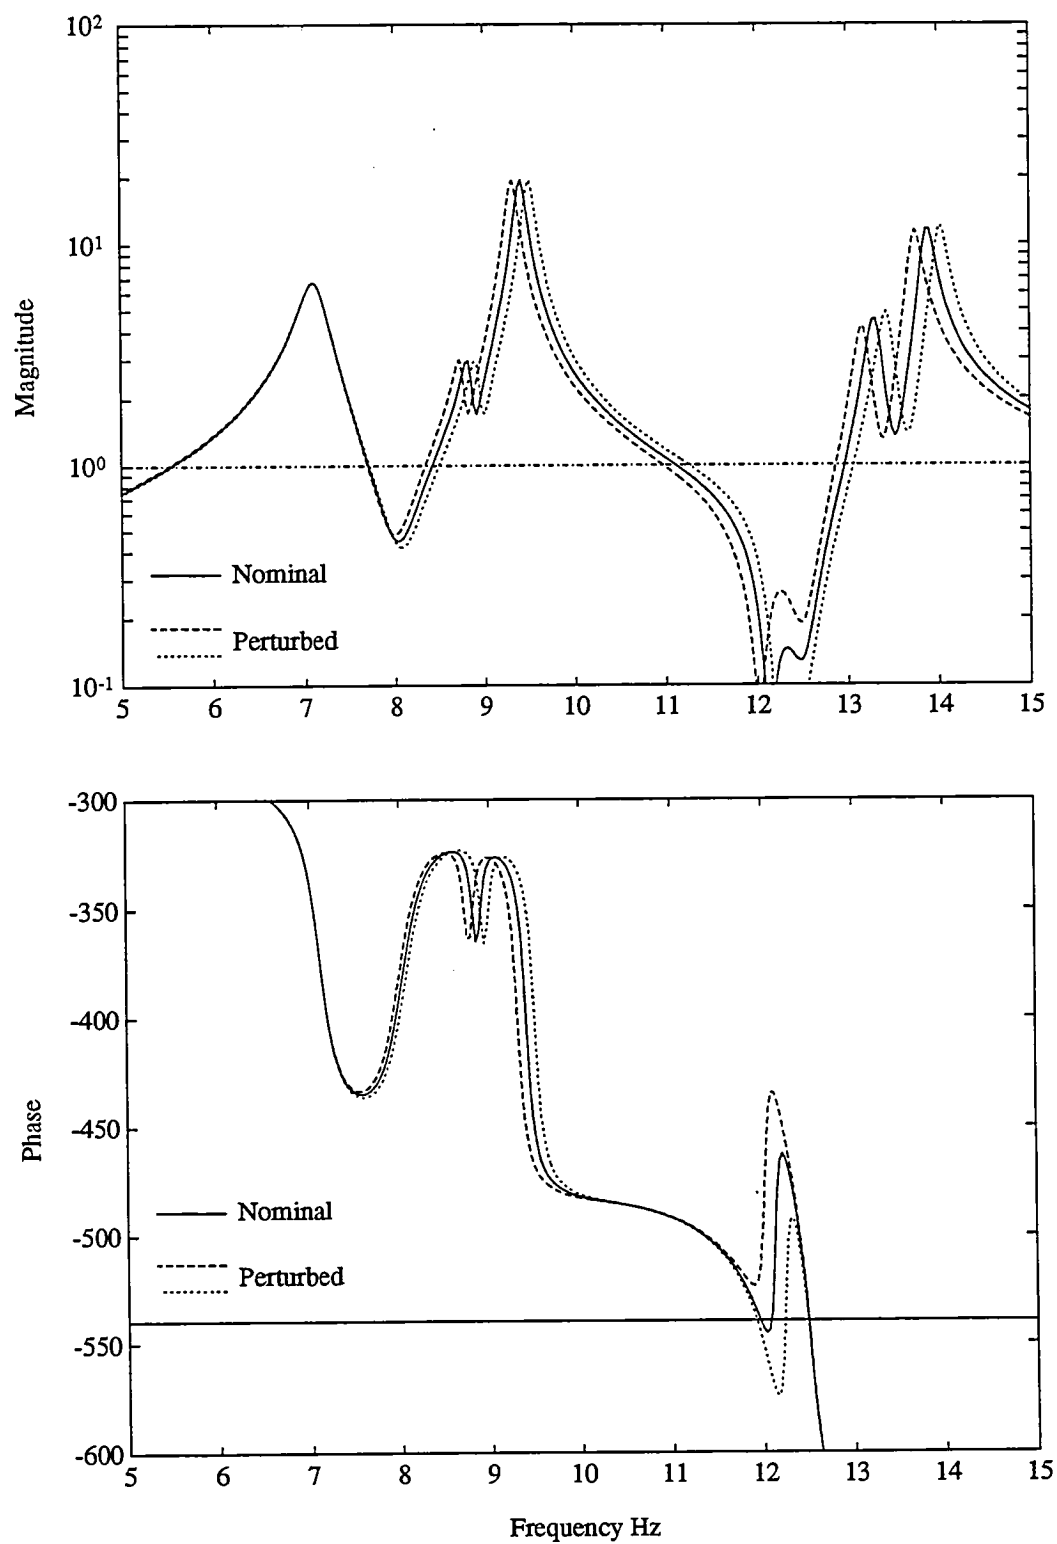 10²
10¹
10⁰
10⁻¹
Magnitude
Nominal
Perturbed
5 6 7 8 9 10 11 12 13 14 15
-300
-350
-400
-450
-500
-550
-600
Phase
Nominal
Perturbed
5 6 7 8 9 10 11 12 13 14 15
Frequency Hz